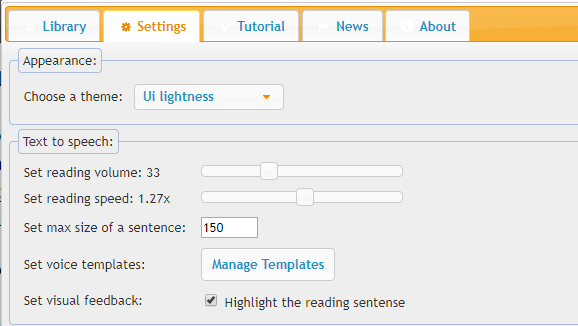 Library Settings Tutorial News About
Appearance:
Choose a theme: Ui lightness
Text to speech:
Set reading volume: 33
Set reading speed: 1.27x
Set max size of a sentence: 150
Set voice templates: Manage Templates
Set visual feedback: Highlight the reading sentense